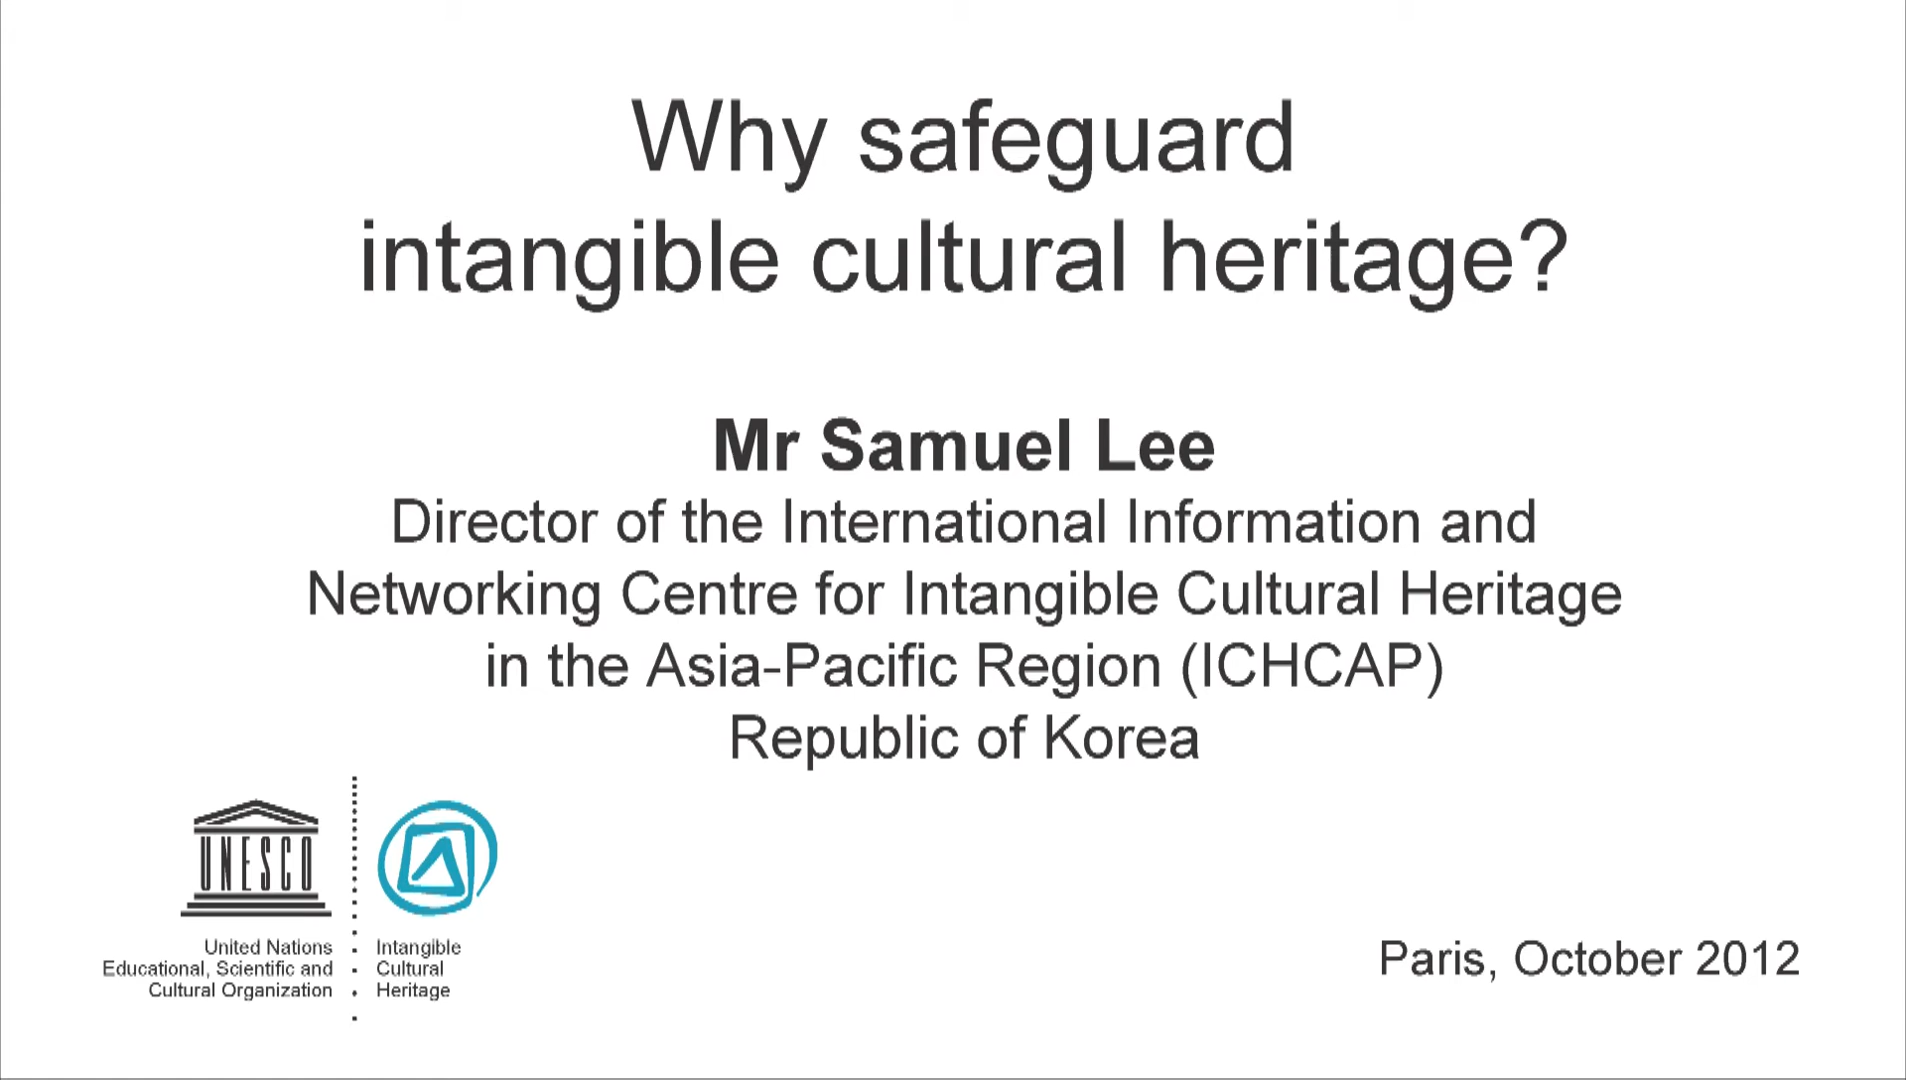 Why safeguard
intangible cultural heritage?
Mr Samuel Lee
Director of the International Information and
Networking Centre for Intangible Cultural Heritage
in the Asia-Pacific Region (ICHCAP)
Republic of Korea
UNESCO
United Nations
Educational, Scientific and
Cultural Organization
Intangible
Cultural
Heritage
Paris, October 2012